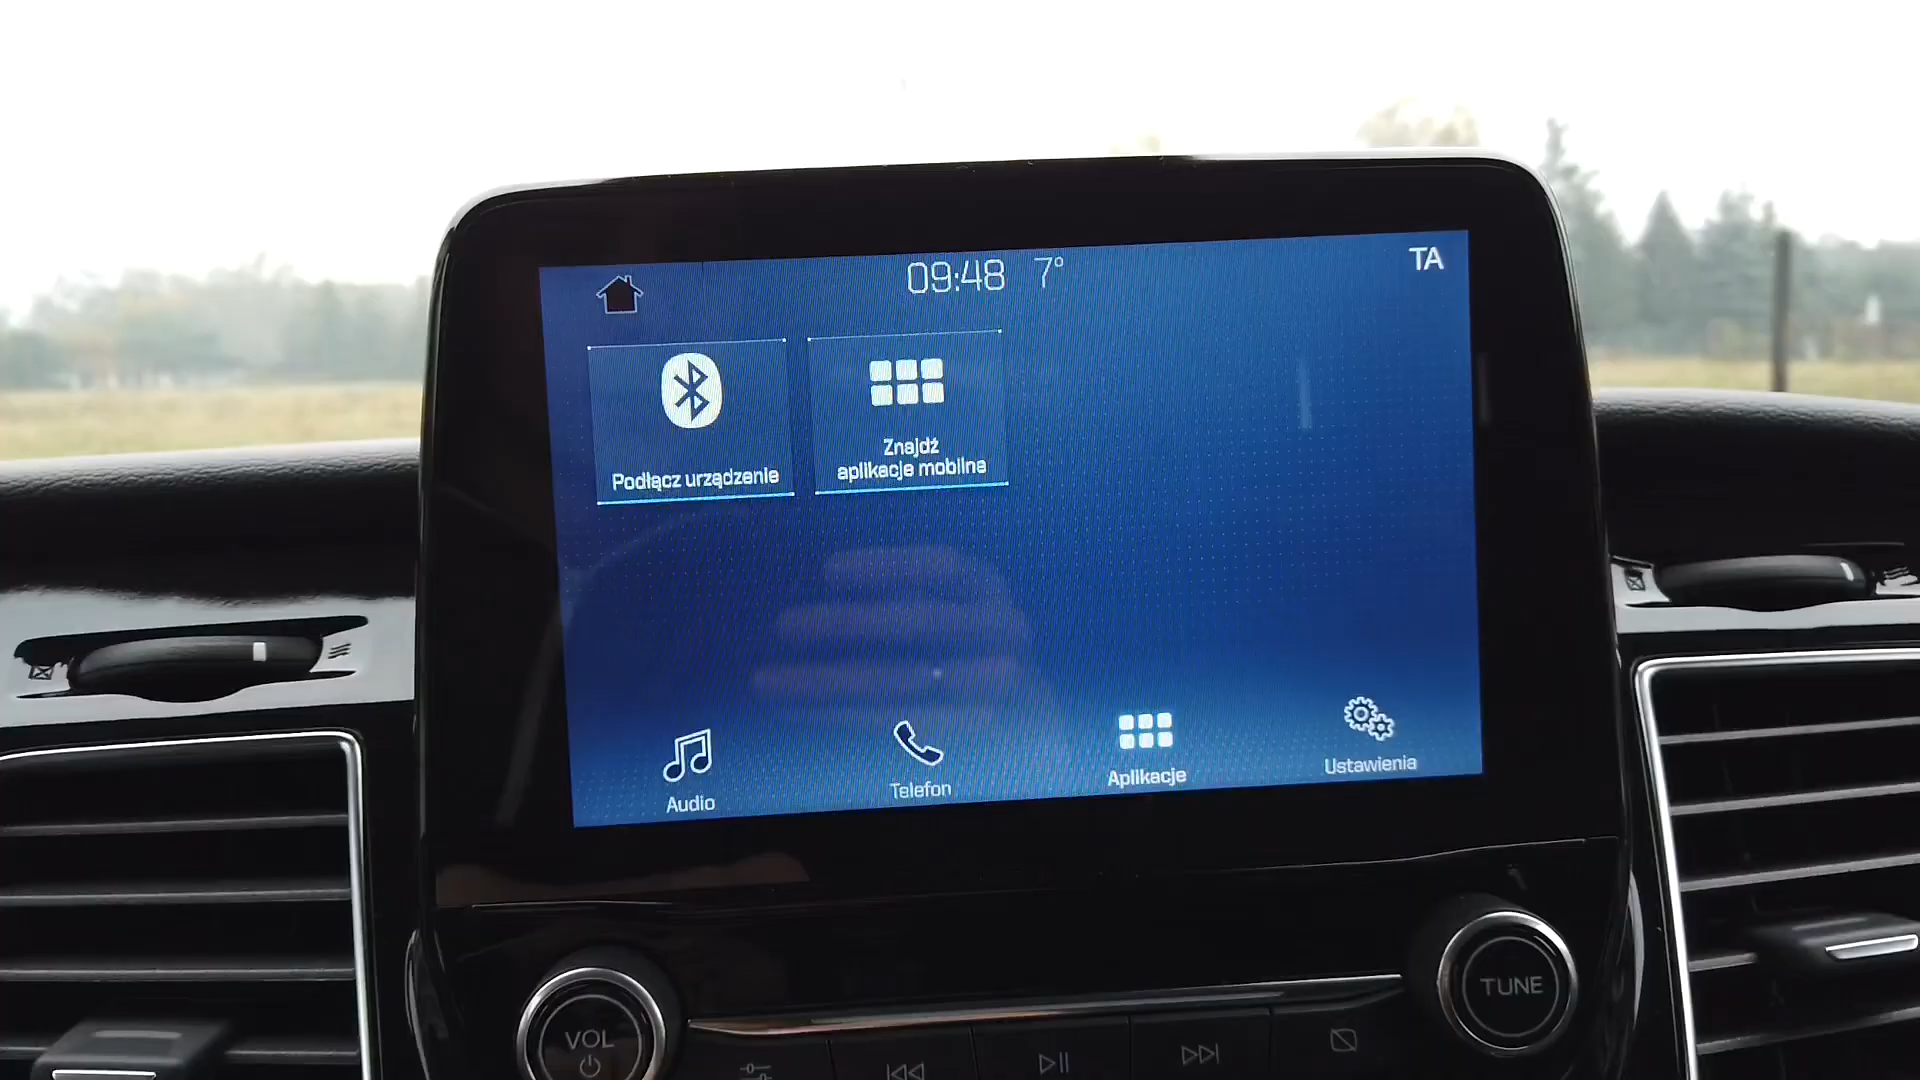 09:48 7°
TA
Podłącz urządzenie
Znajdź
aplikacje mobilne
Audio
Telefon
Aplikacje
Ustawienia
VOL
TUNE